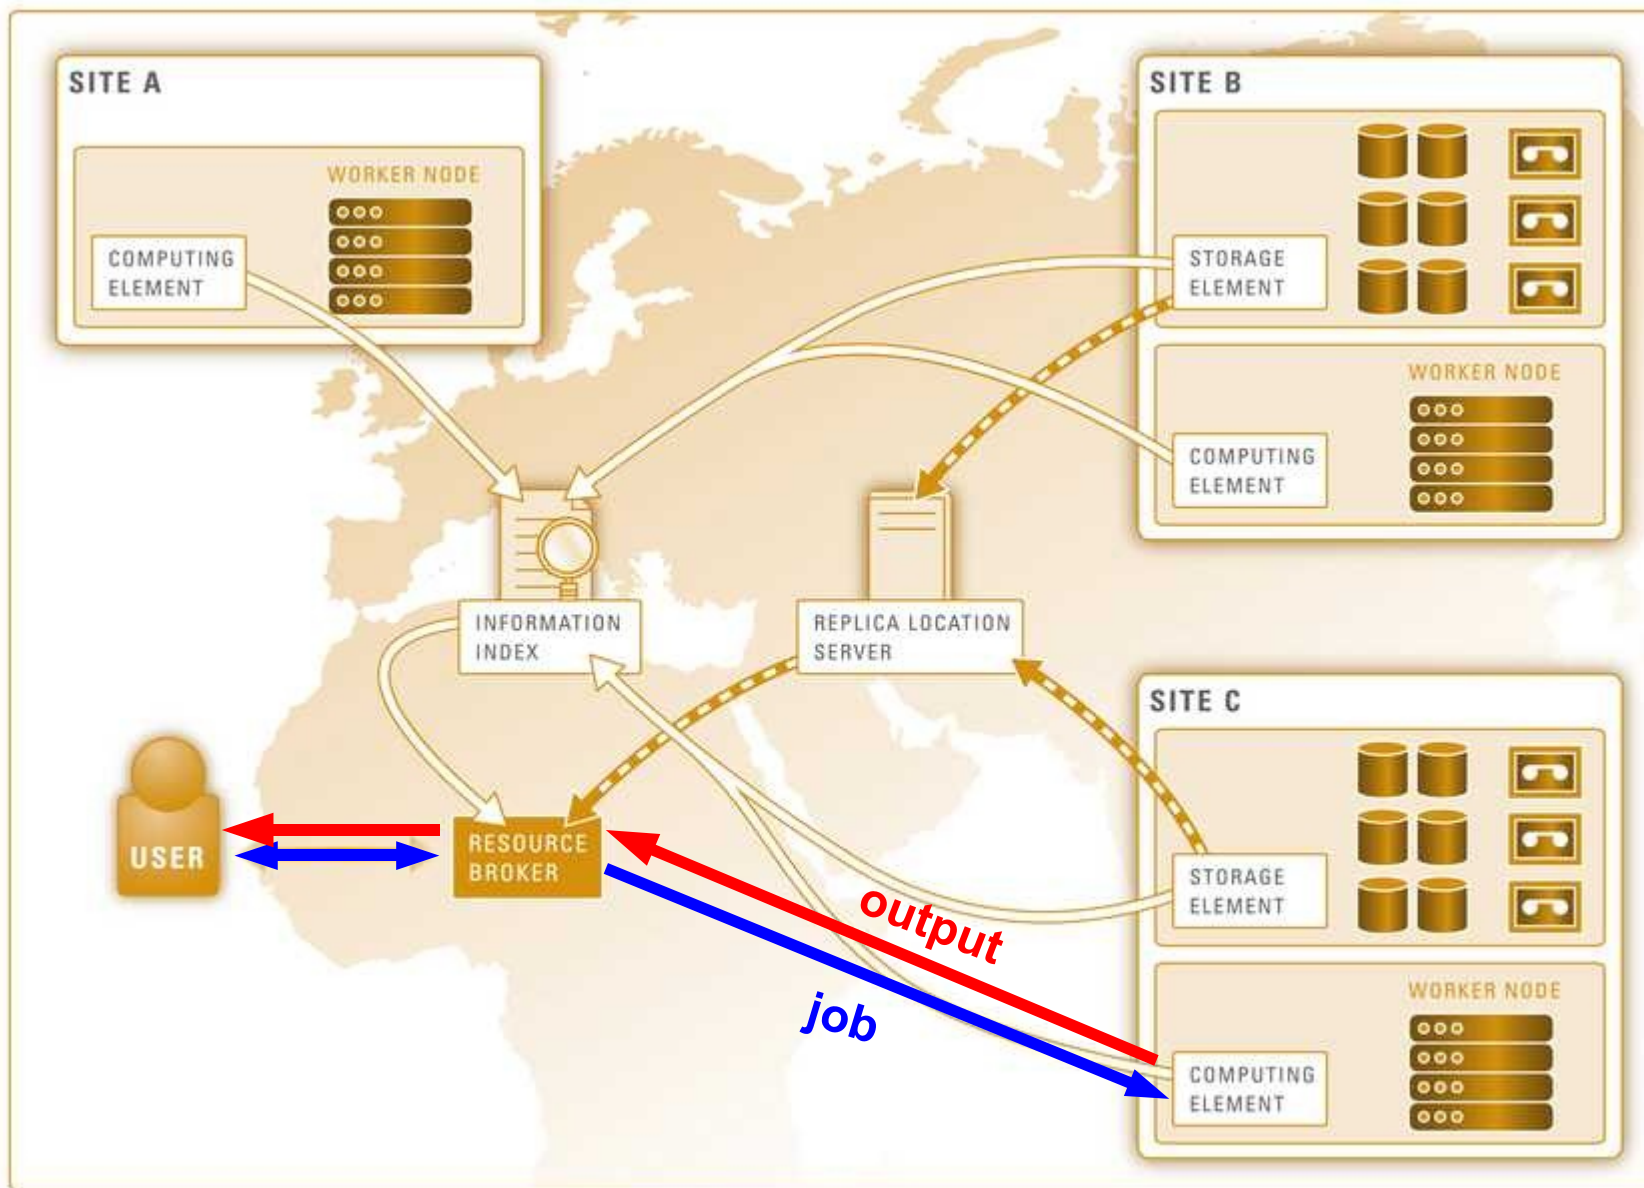 SITE A
WORKER NODE
COMPUTING
ELEMENT
SITE B
STORAGE
ELEMENT
WORKER NODE
COMPUTING
ELEMENT
INFORMATION
INDEX
REPLICA LOCATION
SERVER
SITE C
USER
RESOURCE
BROKER
STORAGE
ELEMENT
output
job
WORKER NODE
COMPUTING
ELEMENT